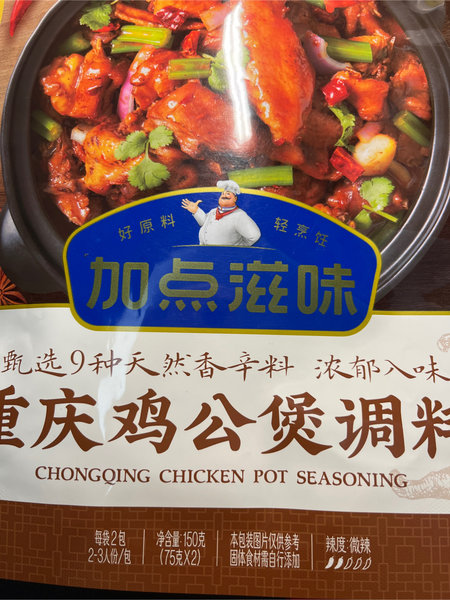 好原料 轻烹饪
加点滋味
甄选9种天然香辛料 浓郁入味
重庆鸡公煲调料
CHONGQING CHICKEN POT SEASONING
每袋2包 净含量:150克 本包装图片仅供参考 辣度:微辣
2-3人份/包 (75克X2) 固体食材需自行添加